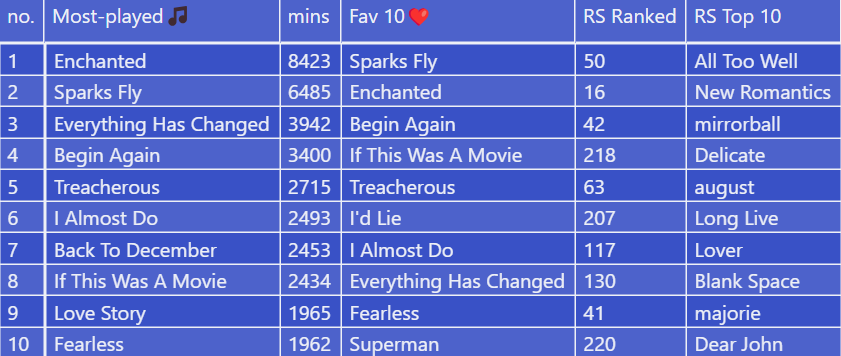 no. Most-played 🎵 mins Fav 10 ❤️ RS Ranked RS Top 10
1 Enchanted 8423 Sparks Fly 50 All Too Well
2 Sparks Fly 6485 Enchanted 16 New Romantics
3 Everything Has Changed 3942 Begin Again 42 mirrorball
4 Begin Again 3400 If This Was A Movie 218 Delicate
5 Treacherous 2715 Treacherous 63 august
6 I Almost Do 2493 I'd Lie 207 Long Live
7 Back To December 2453 I Almost Do 117 Lover
8 If This Was A Movie 2434 Everything Has Changed 130 Blank Space
9 Love Story 1965 Fearless 41 majorie
10 Fearless 1962 Superman 220 Dear John